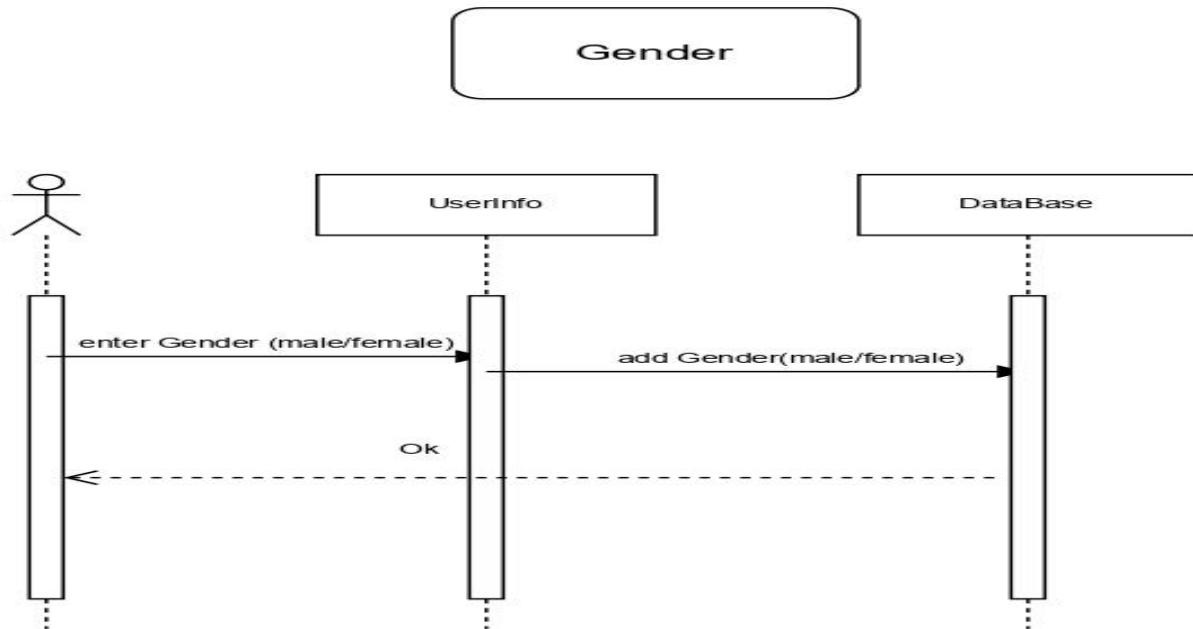 Gender
UserInfo
DataBase
enter Gender (male/female)
add Gender(male/female)
Ok